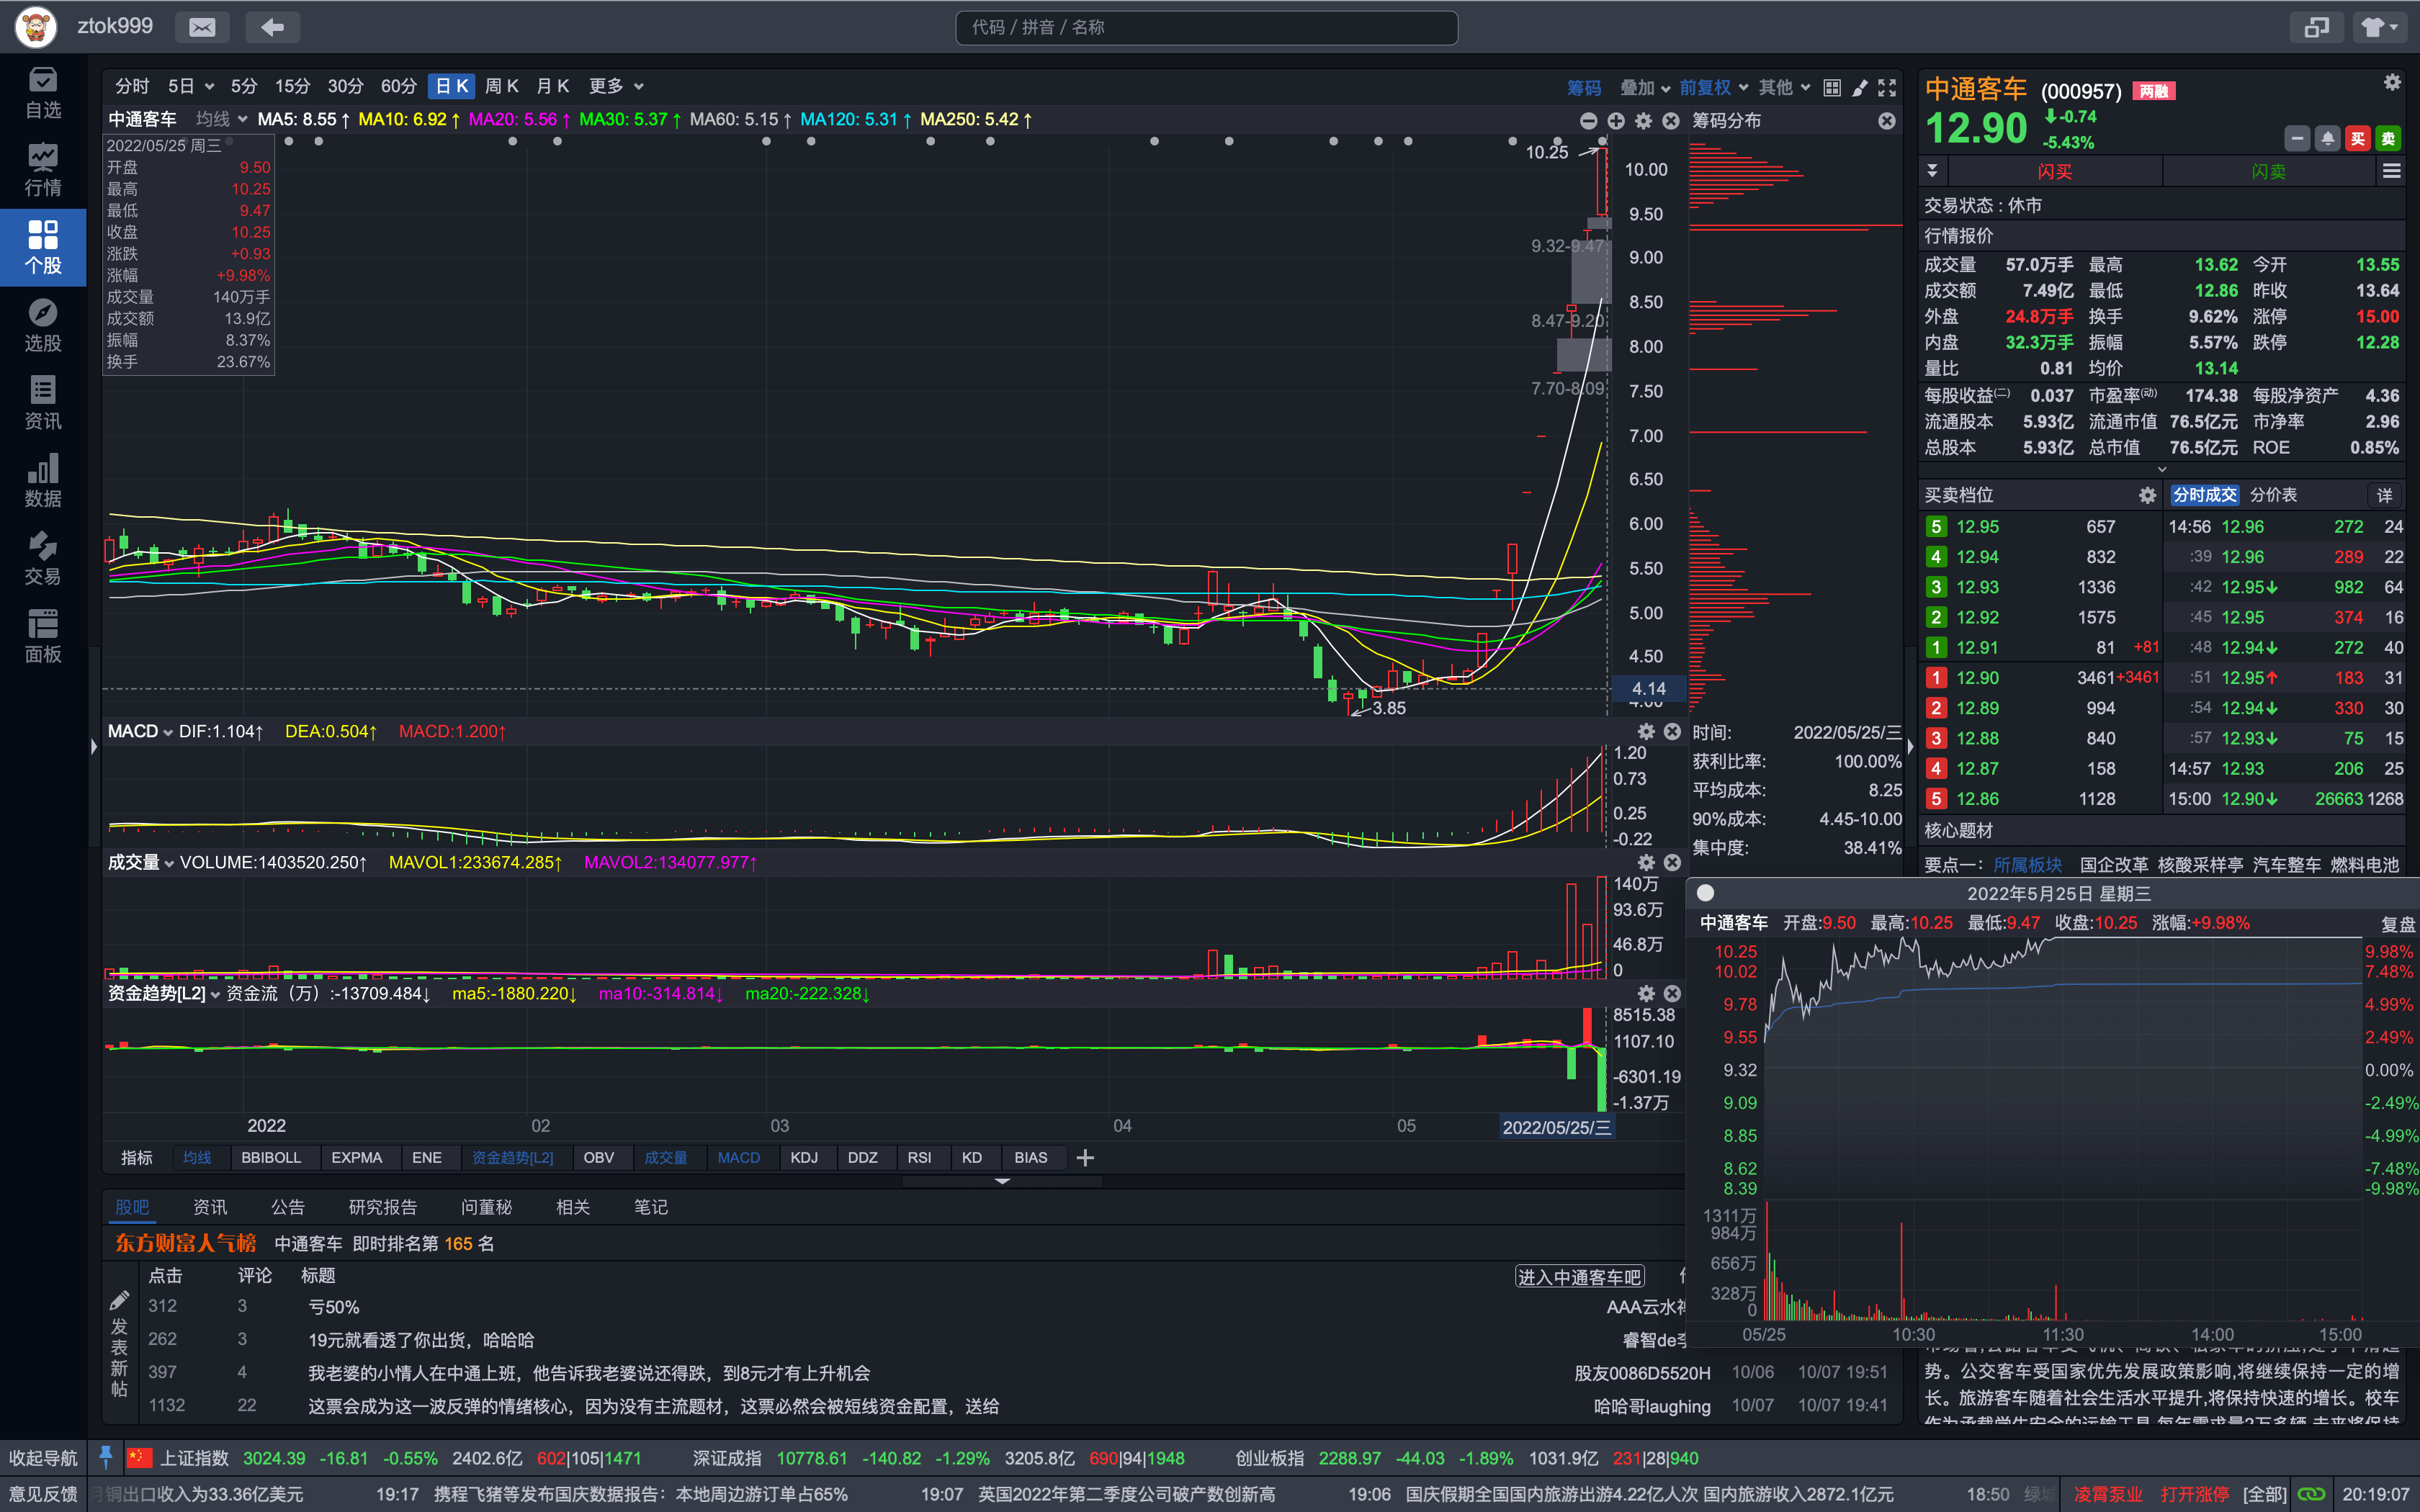 ztok999
代码 / 拼音 / 名称
自选
行情
个股
选股
资讯
数据
交易
面板
分时 5日 5分 15分 30分 60分 日K 周K 月K 更多 筹码 叠加 前复权 其他
中通客车 均线 MA5: 8.55↑ MA10: 6.92↑ MA20: 5.56↑ MA30: 5.37↑ MA60: 5.15↑ MA120: 5.31↑ MA250: 5.42↑
2022/05/25 周三
开盘 9.50
最高 10.25
最低 9.47
收盘 10.25
涨跌 +0.93
涨幅 +9.98%
成交量 140万手
成交额 13.9亿
振幅 8.37%
换手 23.67%
10.25
9.32-9.47
8.47-9.20
7.70-8.09
3.85
10.00
9.50
9.00
8.50
8.00
7.50
7.00
6.50
6.00
5.50
5.00
4.50
4.14
4.00
筹码分布
时间: 2022/05/25/三
获利比率: 100.00%
平均成本: 8.25
90%成本: 4.45-10.00
集中度: 38.41%
MACD DIF:1.104↑ DEA:0.504↑ MACD:1.200↑
1.20
0.73
0.25
-0.22
成交量 VOLUME:1403520.250↑ MAVOL1:233674.285↑ MAVOL2:134077.977↑
140万
93.6万
46.8万
0
资金趋势[L2] 资金流（万）:-13709.484↓ ma5:-1880.220↓ ma10:-314.814↓ ma20:-222.328↓
8515.38
1107.10
-6301.19
-1.37万
2022 02 03 04 05 2022/05/25/三
指标 均线 BBIBOLL EXPMA ENE 资金趋势[L2] OBV 成交量 MACD KDJ DDZ RSI KD BIAS
股吧 资讯 公告 研究报告 问董秘 相关 笔记
东方财富人气榜 中通客车 即时排名第 165 名
点击 评论 标题 进入中通客车吧
发表新帖
312 3 亏50% AAA云水禅
262 3 19元就看透了你出货，哈哈哈 睿智de李
397 4 我老婆的小情人在中通上班，他告诉我老婆说还得跌，到8元才有上升机会 股友0086D5520H 10/06 10/07 19:51
1132 22 这票会成为这一波反弹的情绪核心，因为没有主流题材，这票必然会被短线资金配置，送给 哈哈哥laughing 10/07 10/07 19:41
中通客车 (000957) 两融
12.90 -0.74
-5.43%
买 卖
闪买 闪卖
交易状态 : 休市
行情报价
成交量 57.0万手 最高 13.62 今开 13.55
成交额 7.49亿 最低 12.86 昨收 13.64
外盘 24.8万手 换手 9.62% 涨停 15.00
内盘 32.3万手 振幅 5.57% 跌停 12.28
量比 0.81 均价 13.14
每股收益(二) 0.037 市盈率(动) 174.38 每股净资产 4.36
流通股本 5.93亿 流通市值 76.5亿元 市净率 2.96
总股本 5.93亿 总市值 76.5亿元 ROE 0.85%
买卖档位 分时成交 分价表 详
5 12.95 657
4 12.94 832
3 12.93 1336
2 12.92 1575
1 12.91 81 +81
1 12.90 3461 +3461
2 12.89 994
3 12.88 840
4 12.87 158
5 12.86 1128
14:56 12.96 272 24
:39 12.96 289 22
:42 12.95↓ 982 64
:45 12.95 374 16
:48 12.94↓ 272 40
:51 12.95↑ 183 31
:54 12.94↓ 330 30
:57 12.93↓ 75 15
14:57 12.93 206 25
15:00 12.90↓ 26663 1268
核心题材
要点一： 所属板块 国企改革 核酸采样亭 汽车整车 燃料电池
2022年5月25日 星期三
中通客车 开盘:9.50 最高:10.25 最低:9.47 收盘:10.25 涨幅:+9.98% 复盘
10.25 9.98%
10.02 7.48%
9.78 4.99%
9.55 2.49%
9.32 0.00%
9.09 -2.49%
8.85 -4.99%
8.62 -7.48%
8.39 -9.98%
1311万
984万
656万
328万
0
05/25 10:30 11:30 14:00 15:00
势。公交客车受国家优先发展政策影响,将继续保持一定的增
长。旅游客车随着社会生活水平提升,将保持快速的增长。校车
收起导航 上证指数 3024.39 -16.81 -0.55% 2402.6亿 602|105|1471 深证成指 10778.61 -140.82 -1.29% 3205.8亿 690|94|1948 创业板指 2288.97 -44.03 -1.89% 1031.9亿 231|28|940
意见反馈 月铜出口收入为33.36亿美元 19:17 携程飞猪等发布国庆数据报告：本地周边游订单占65% 19:07 英国2022年第二季度公司破产数创新高 19:06 国庆假期全国国内旅游出游4.22亿人次 国内旅游收入2872.1亿元 18:50 凌霄泵业 打开涨停 [全部] 20:19:07